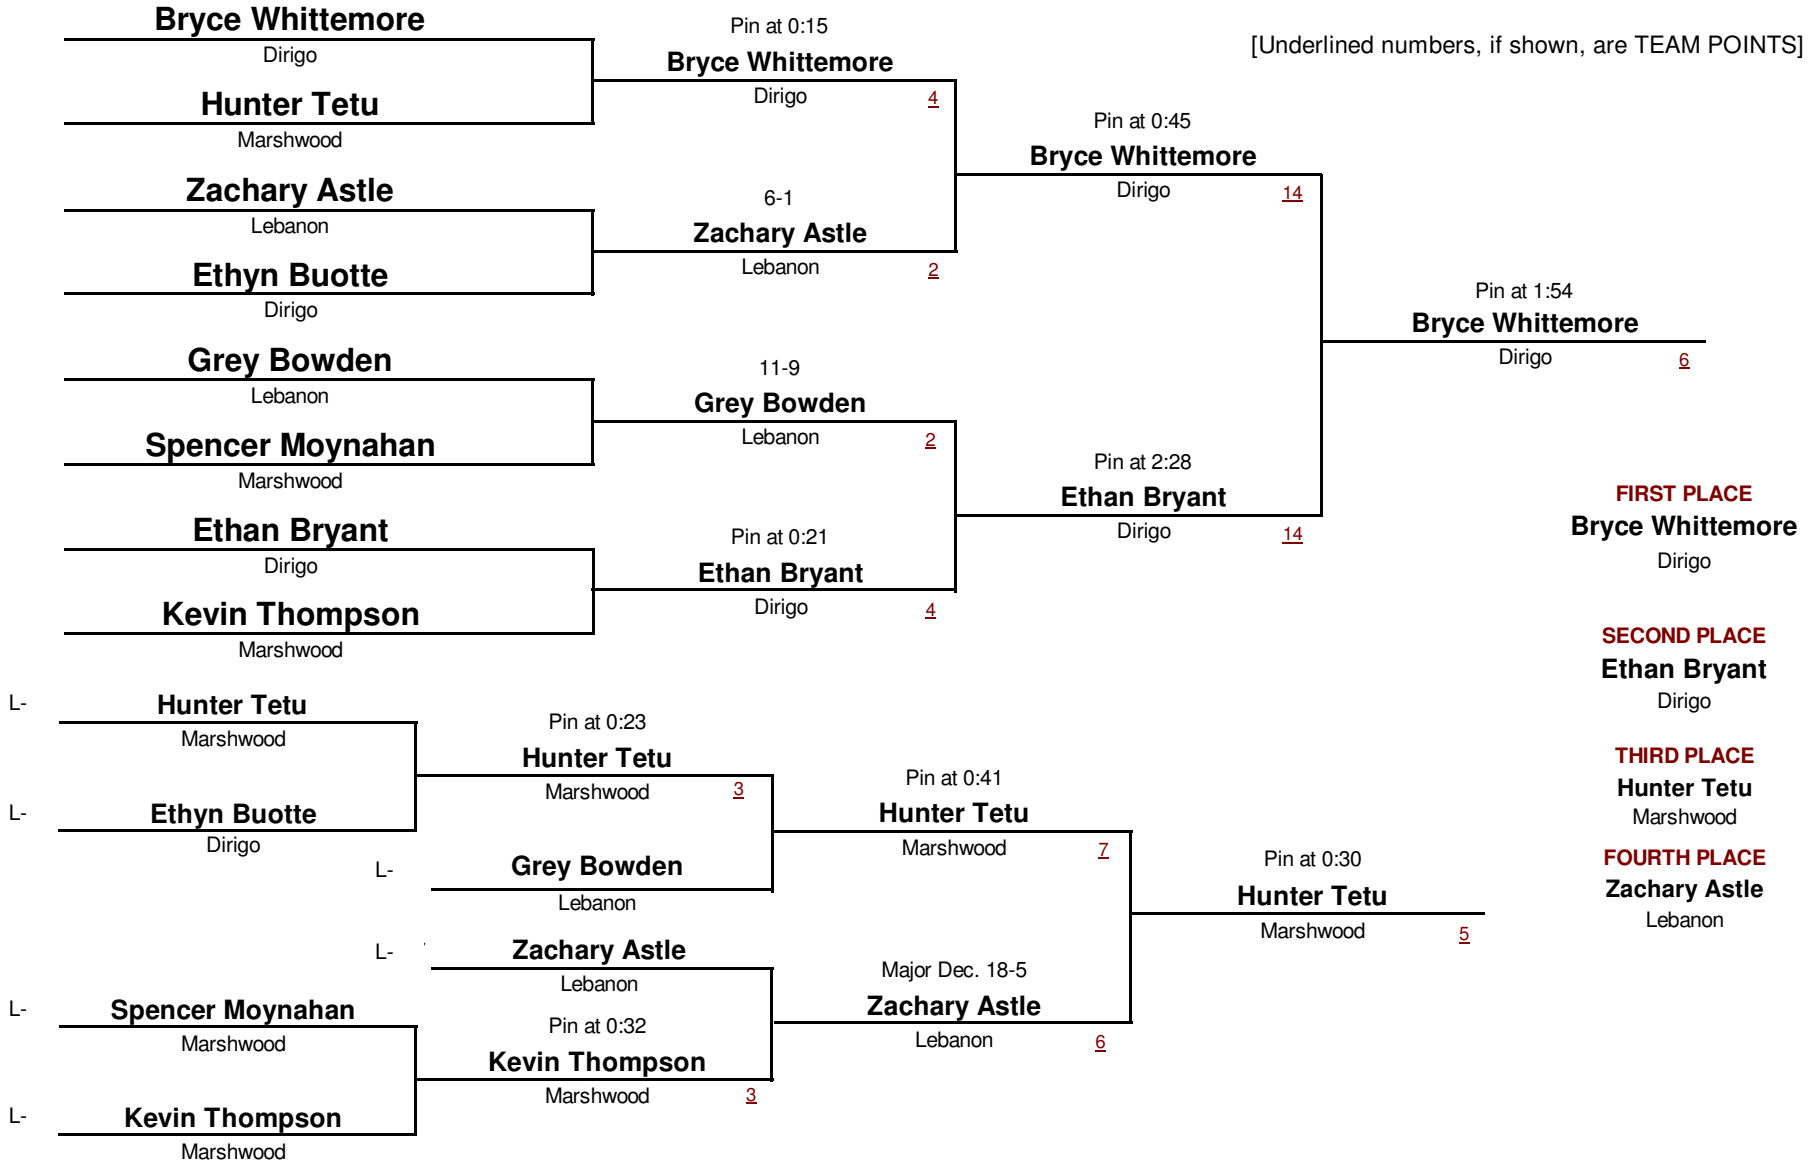 Bryce Whittemore
Dirigo
Hunter Tetu
Marshwood
Zachary Astle
Lebanon
Ethyn Buotte
Dirigo
Grey Bowden
Lebanon
Spencer Moynahan
Marshwood
Ethan Bryant
Dirigo
Kevin Thompson
Marshwood
Pin at 0:15
Bryce Whittemore
Dirigo 4
6-1
Zachary Astle
Lebanon 2
11-9
Grey Bowden
Lebanon 2
Pin at 0:21
Ethan Bryant
Dirigo 4
Pin at 0:45
Bryce Whittemore
Dirigo 14
Pin at 2:28
Ethan Bryant
Dirigo 14
[Underlined numbers, if shown, are TEAM POINTS]
Pin at 1:54
Bryce Whittemore
Dirigo 6
FIRST PLACE
Bryce Whittemore
Dirigo
SECOND PLACE
Ethan Bryant
Dirigo
THIRD PLACE
Hunter Tetu
Marshwood
FOURTH PLACE
Zachary Astle
Lebanon
L- Hunter Tetu
Marshwood
L- Ethyn Buotte
Dirigo
L- Spencer Moynahan
Marshwood
L- Kevin Thompson
Marshwood
Pin at 0:23
Hunter Tetu
Marshwood 3
L- Grey Bowden
Lebanon
L- Zachary Astle
Lebanon
Pin at 0:32
Kevin Thompson
Marshwood 3
Pin at 0:41
Hunter Tetu
Marshwood 7
Major Dec. 18-5
Zachary Astle
Lebanon 6
Pin at 0:30
Hunter Tetu
Marshwood 5